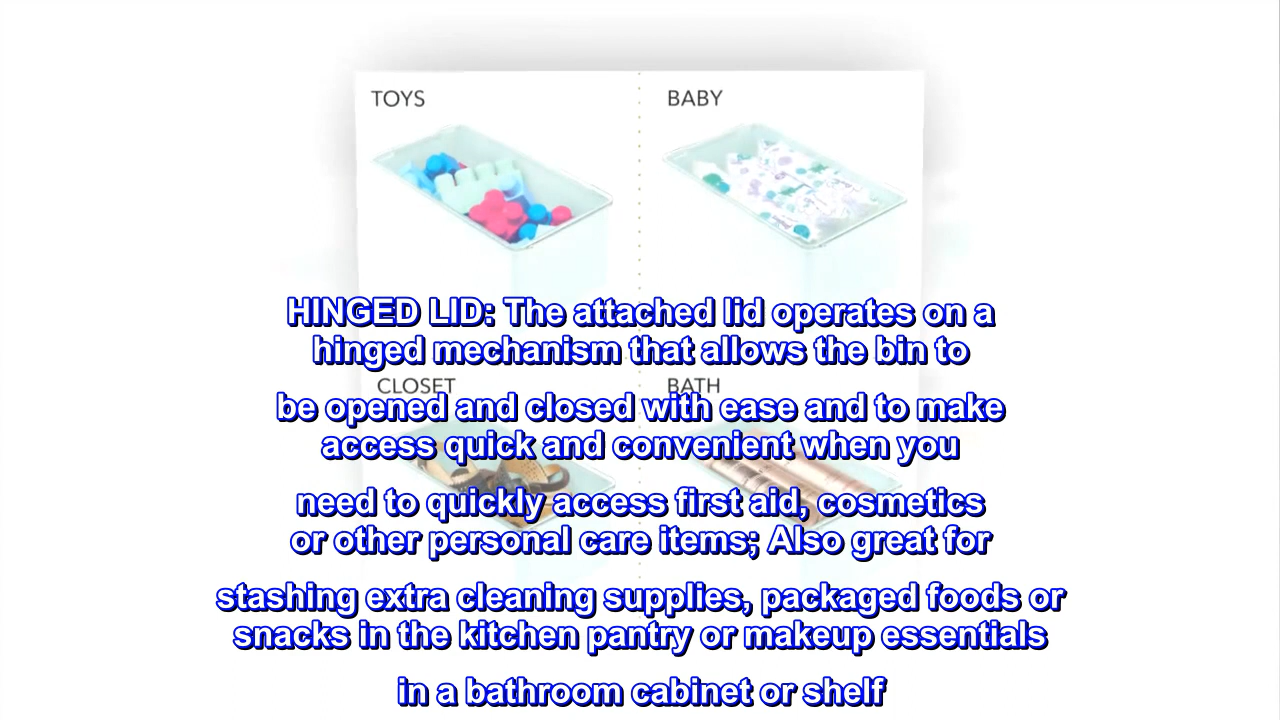 TOYS
BABY
HINGED LID: The attached lid operates on a
hinged mechanism that allows the bin to
CLOSET
BATH
be opened and closed with ease and to make
access quick and convenient when you
need to quickly access first aid, cosmetics
or other personal care items; Also great for
stashing extra cleaning supplies, packaged foods or
snacks in the kitchen pantry or makeup essentials
in a bathroom cabinet or shelf